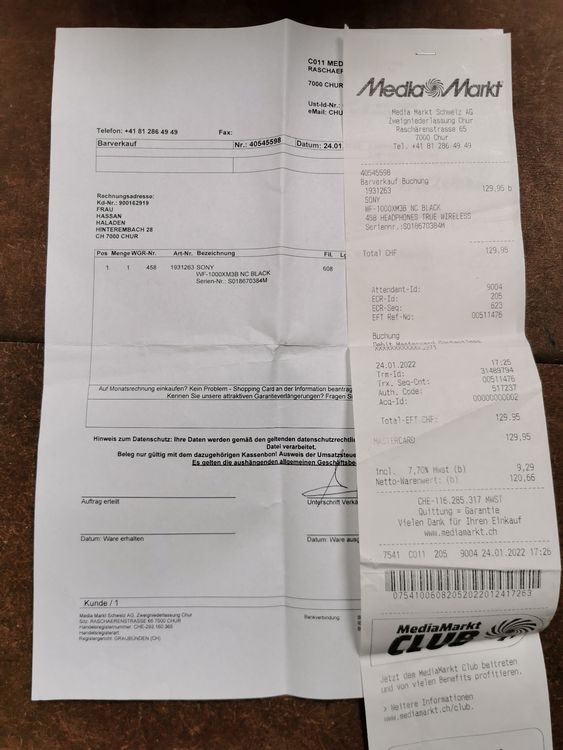 C011 MED
RASCHAER
7000 CHUR
Ust-Id-Nr.:
eMail: CHU
Telefon: +41 81 286 49 49 Fax:
Barverkauf Nr.: 40545598 Datum: 24.01
Rechnungsadresse:
Kd-Nr.: 900162919
FRAU
HASSAN
HALADEN
HINTEREMBACH 28
CH 7000 CHUR
Pos Menge WGR-Nr. Art-Nr. Bezeichnung Fil. Lg
1 1 458 1931263 SONY 608
WF-1000XM3B NC BLACK
Serien-Nr.: S018670384M
Auf Monatsrechnung einkaufen? Kein Problem - Shopping Card an der Information beantrag
Kennen Sie unsere attraktiven Garantieverlängerungen? Fragen S
Hinweis zum Datenschutz: Ihre Daten werden gemäß den geltenden datenschutzrechtlic
Datei verarbeitet.
Beleg nur gültig mit dem dazugehörigen Kassenbon! Ausweis der Umsatzsteue
Es gelten die aushängenden allgemeinen Geschäftsbe
Auftrag erteilt Unterschrift Verkä
Datum: Ware erhalten Datum: Ware ausg
Kunde / 1
Media Markt Schweiz AG, Zweigniederlassung Chur
Sitz: RASCHAERENSTRASSE 65 7000 CHUR
Handelsregisternummer: CHE-293.160.365
Handelsregisterart:
Registergericht: GRAUBÜNDEN (CH)
Bankverbindung:
Media Markt
Media Markt Schweiz AG
Zweigniederlassung Chur
Raschärenstrasse 65
7000 Chur
Tel. +41 81 286 49 49
40545598
Barverkauf Buchung
1931263 129,95 b
SONY
WF-1000XM3B NC BLACK
458 HEADPHONES TRUE WIRELESS
Seriennr.:S018670384M
Total CHF 129,95
Attendant-Id: 9004
ECR-Id: 205
ECR-Seq: 623
EFT Ref-No: 00511476
Buchung
24.01.2022 17:25
Trm-Id: 31489794
Trx. Seq-Cnt: 00511476
Auth. Code: 517237
Acq-Id: 00000000002
Total-EFT CHF: 129.95
MASTERCARD 129,95
Incl. 7,70% Mwst (b) 9,29
Netto-Warenwert: (b) 120,66
CHE-116.285.317 MWST
Quittung = Garantie
Vielen Dank für Ihren Einkauf
www.mediamarkt.ch
7541 C011 205 9004 24.01.2022 17:26
0754100608205202201241726​3
MediaMarkt
CLUB
Jetzt dem MediaMarkt Club beitreten
und von vielen Benefits profitieren.
> Weitere Informationen
www.mediamarkt.ch/club.